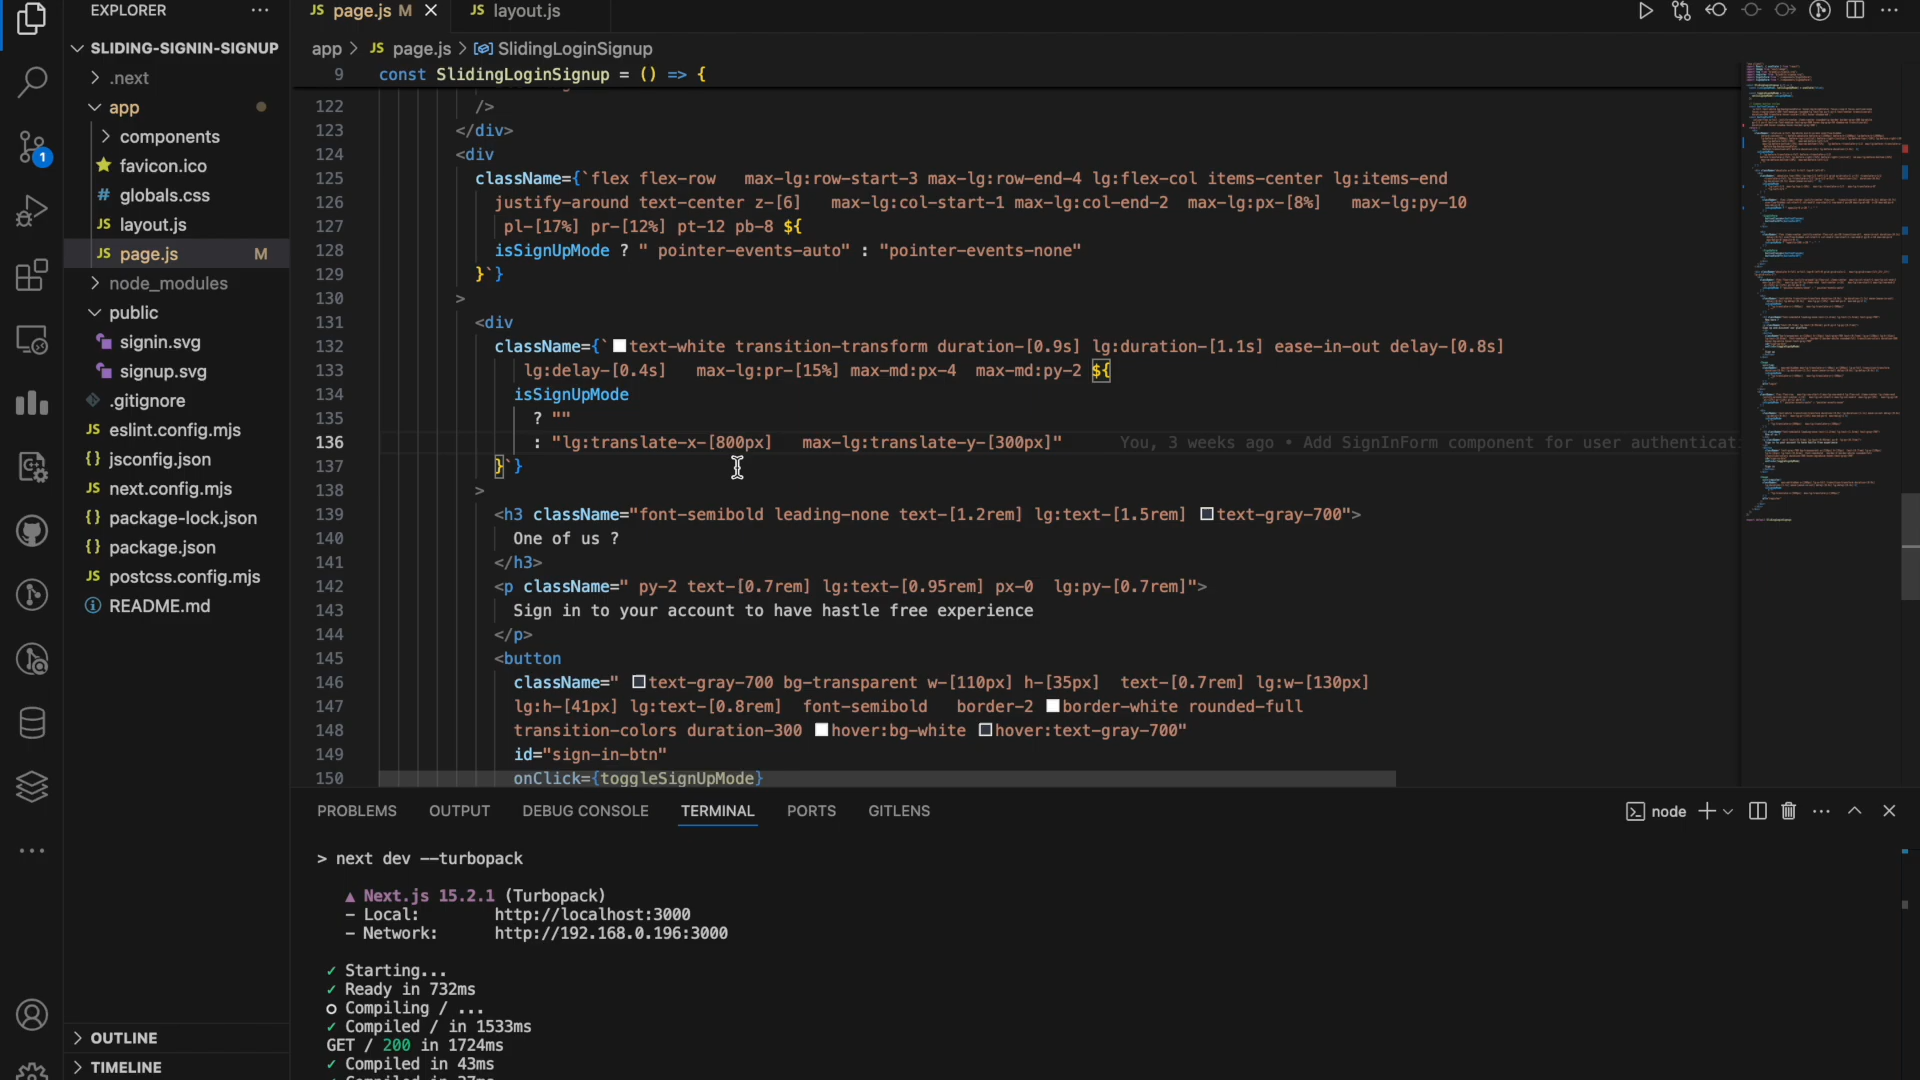 EXPLORER
JS page.js M
JS layout.js
SLIDING-SIGNIN-SIGNUP
.next
app
components
favicon.ico
# globals.css
JS layout.js
JS page.js M
node_modules
public
signin.svg
signup.svg
.gitignore
JS eslint.config.mjs
{} jsconfig.json
JS next.config.mjs
{} package-lock.json
{} package.json
JS postcss.config.mjs
README.md
OUTLINE
TIMELINE
1
app > JS page.js > SlidingLoginSignup
9 const SlidingLoginSignup = () => {
122 />
123 </div>
124 <div
125 className={`flex flex-row   max-lg:row-start-3 max-lg:row-end-4 lg:flex-col items-center lg:items-end
126 justify-around text-center z-[6]   max-lg:col-start-1 max-lg:col-end-2  max-lg:px-[8%]   max-lg:py-10
127 pl-[17%] pr-[12%] pt-12 pb-8 ${
128 isSignUpMode ? " pointer-events-auto" : "pointer-events-none"
129 }`}
130 >
131 <div
132 className={`text-white transition-transform duration-[0.9s] lg:duration-[1.1s] ease-in-out delay-[0.8s]
133 lg:delay-[0.4s]   max-lg:pr-[15%] max-md:px-4  max-md:py-2 ${
134 isSignUpMode
135 ? ""
136 : "lg:translate-x-[800px]   max-lg:translate-y-[300px]" You, 3 weeks ago • Add SignInForm component for user authenticat
137 }`}
138 >
139 <h3 className="font-semibold leading-none text-[1.2rem] lg:text-[1.5rem] text-gray-700">
140 One of us ?
141 </h3>
142 <p className=" py-2 text-[0.7rem] lg:text-[0.95rem] px-0  lg:py-[0.7rem]">
143 Sign in to your account to have hastle free experience
144 </p>
145 <button
146 className=" text-gray-700 bg-transparent w-[110px] h-[35px]  text-[0.7rem] lg:w-[130px]
147 lg:h-[41px] lg:text-[0.8rem]  font-semibold   border-2 border-white rounded-full
148 transition-colors duration-300 hover:bg-white hover:text-gray-700"
149 id="sign-in-btn"
150 onClick={toggleSignUpMode}
PROBLEMS OUTPUT DEBUG CONSOLE TERMINAL PORTS GITLENS
node
> next dev --turbopack
▲ Next.js 15.2.1 (Turbopack)
- Local: http://localhost:3000
- Network: http://192.168.0.196:3000
✓ Starting...
✓ Ready in 732ms
○ Compiling / ...
✓ Compiled / in 1533ms
GET / 200 in 1724ms
✓ Compiled in 43ms